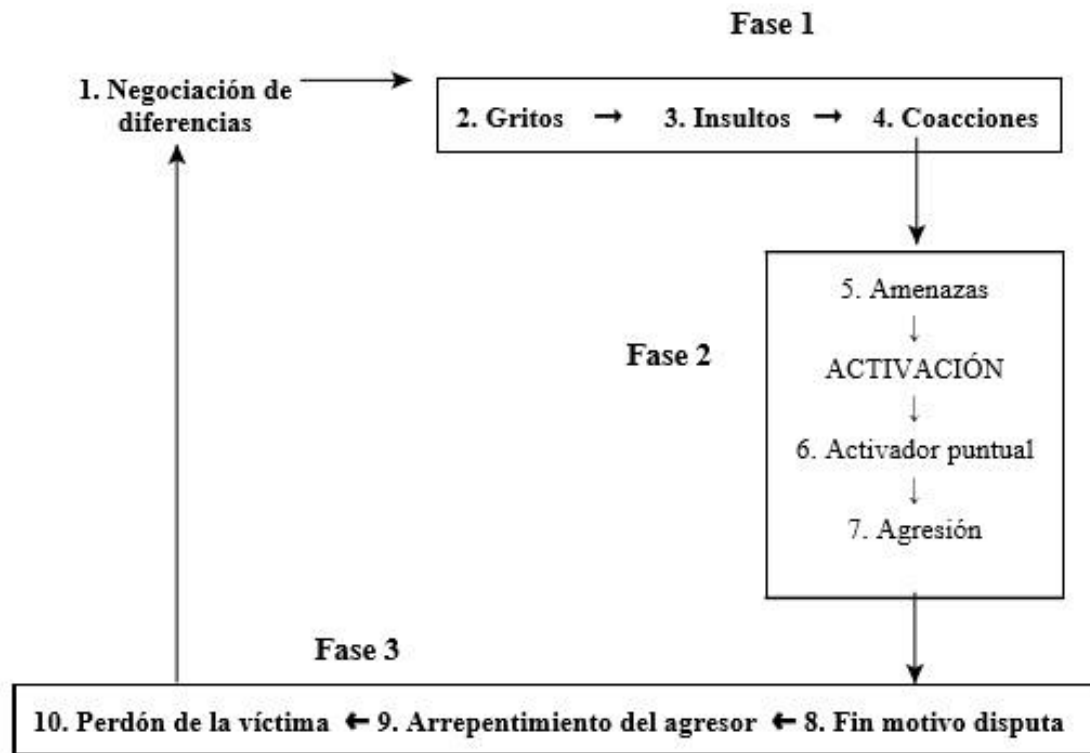 Fase 1
1. Negociación de
diferencias
2. Gritos → 3. Insultos → 4. Coacciones
5. Amenazas
↓
ACTIVACIÓN
↓
6. Activador puntual
↓
7. Agresión
Fase 2
Fase 3
10. Perdón de la víctima ← 9. Arrepentimiento del agresor ← 8. Fin motivo disputa